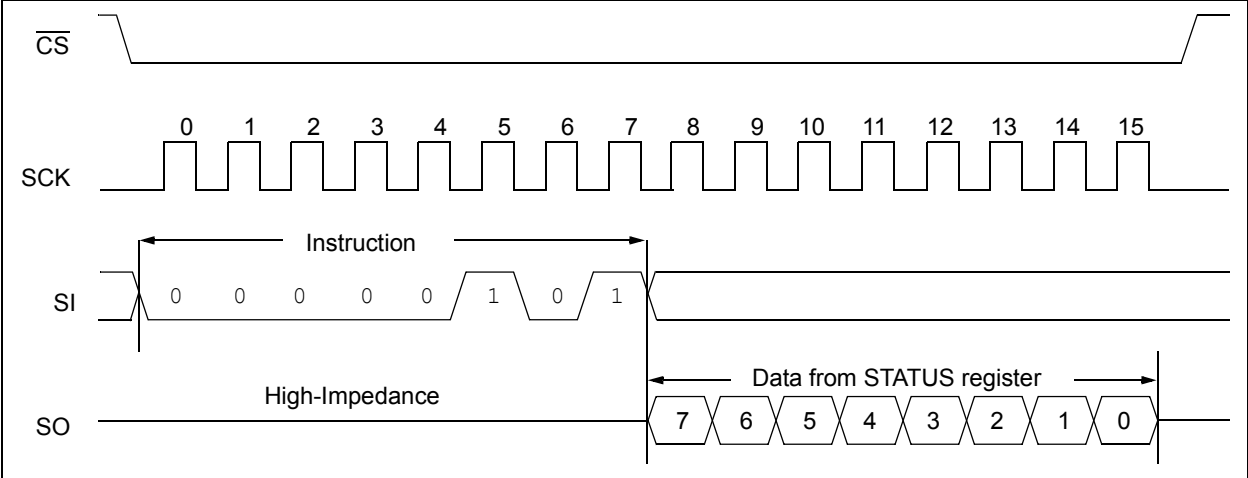 CS
0 1 2 3 4 5 6 7 8 9 10 11 12 13 14 15
SCK
Instruction
SI 0 0 0 0 0 1 0 1
Data from STATUS register
High-Impedance
SO 7 6 5 4 3 2 1 0